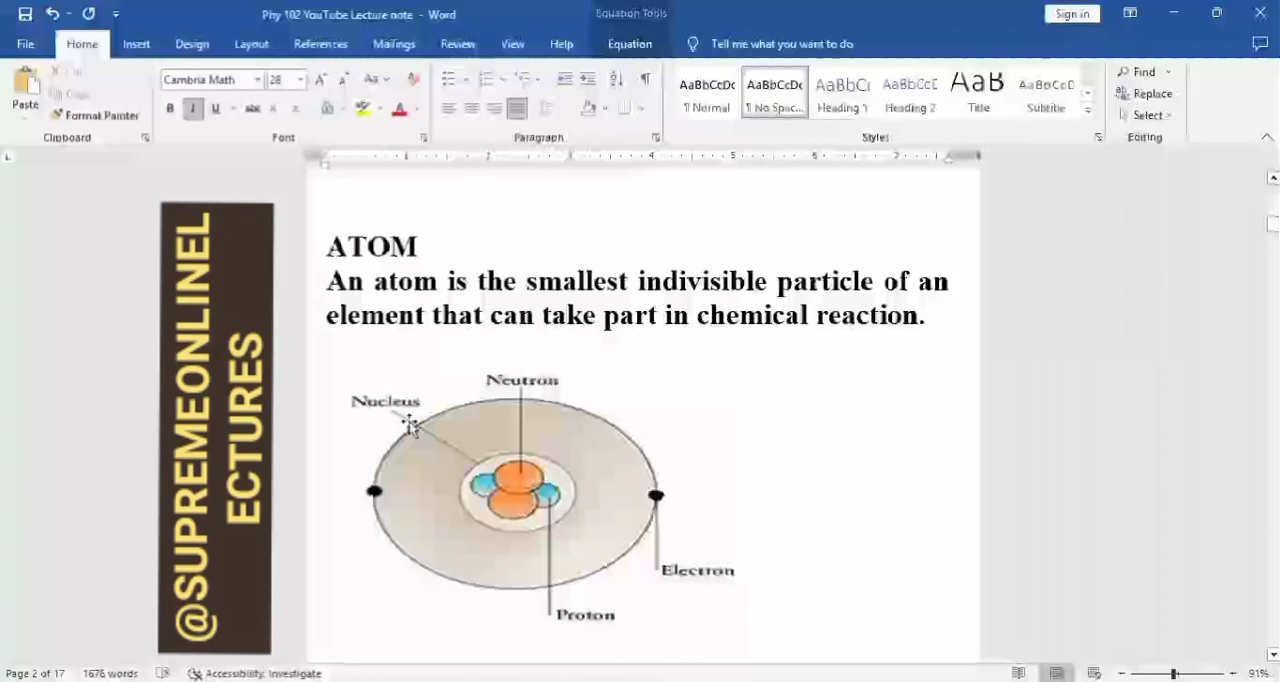 Phy 102 YouTube Lecture note - Word
Equation Tools
Sign in
File Home Insert Design Layout References Mailings Review View Help Equation Tell me what you want to do
Paste
Cut
Copy
Format Painter
Clipboard
Cambria Math 28
Font
Paragraph
AaBbCcDc AaBbCcDc AaBbC AaBbCcC AaB AaBbCcD
¶ Normal ¶ No Spac... Heading 1 Heading 2 Title Subtitle
Styles
Find
Replace
Select
Editing
@SUPREMEONLINEL
ECTURES
ATOM
An atom is the smallest indivisible particle of an
element that can take part in chemical reaction.
Neutron
Nucleus
Electron
Proton
Page 2 of 17 1676 words Accessibility: Investigate 91%